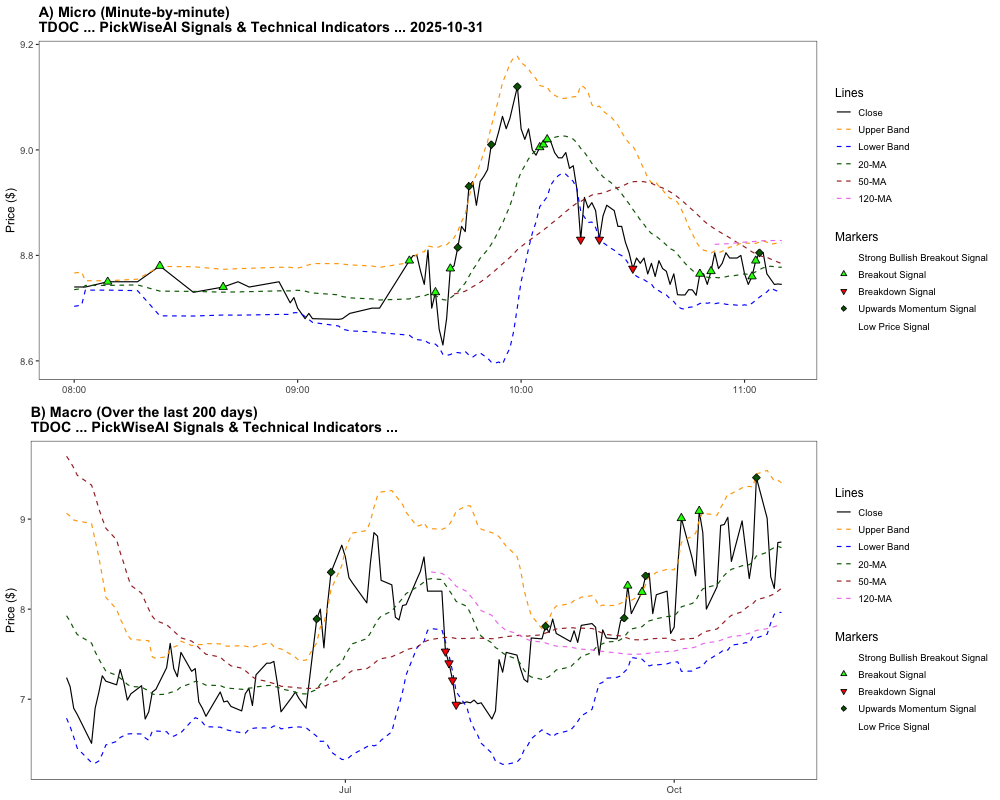 A) Micro (Minute-by-minute)
TDOC ... PickWiseAI Signals & Technical Indicators ... 2025-10-31
Price ($)
9.2
9.0
8.8
8.6
08:00
09:00
10:00
11:00
Lines
Close
Upper Band
Lower Band
20-MA
50-MA
120-MA
Markers
Strong Bullish Breakout Signal
Breakout Signal
Breakdown Signal
Upwards Momentum Signal
Low Price Signal
B) Macro (Over the last 200 days)
TDOC ... PickWiseAI Signals & Technical Indicators ...
Price ($)
9
8
7
Jul
Oct
Lines
Close
Upper Band
Lower Band
20-MA
50-MA
120-MA
Markers
Strong Bullish Breakout Signal
Breakout Signal
Breakdown Signal
Upwards Momentum Signal
Low Price Signal